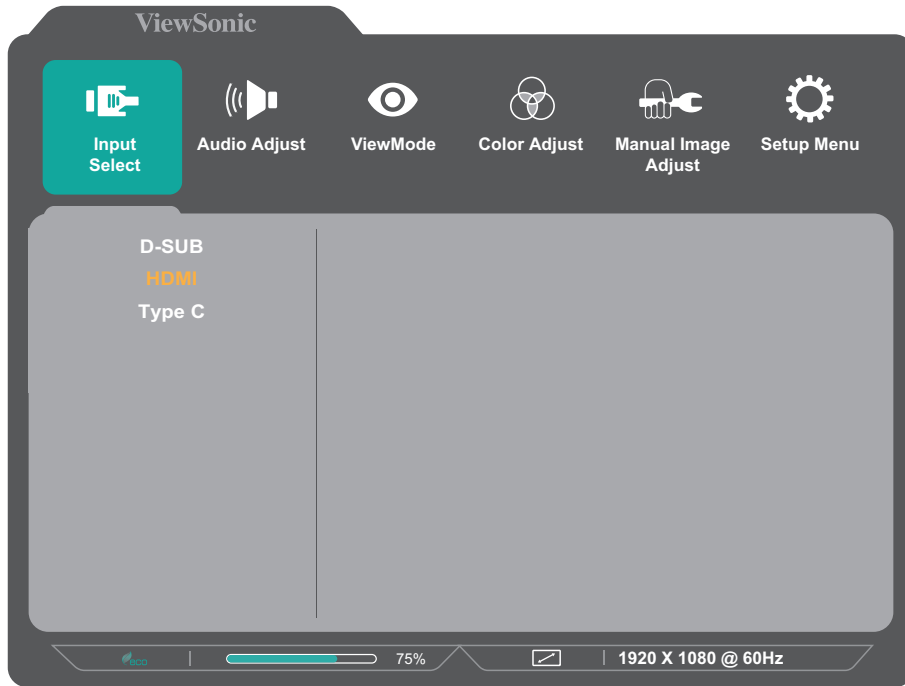 ViewSonic
Input
Select
Audio Adjust
ViewMode
Color Adjust
Manual Image
Adjust
Setup Menu
D-SUB
HDMI
Type C
eco
75%
1920 X 1080 @ 60Hz